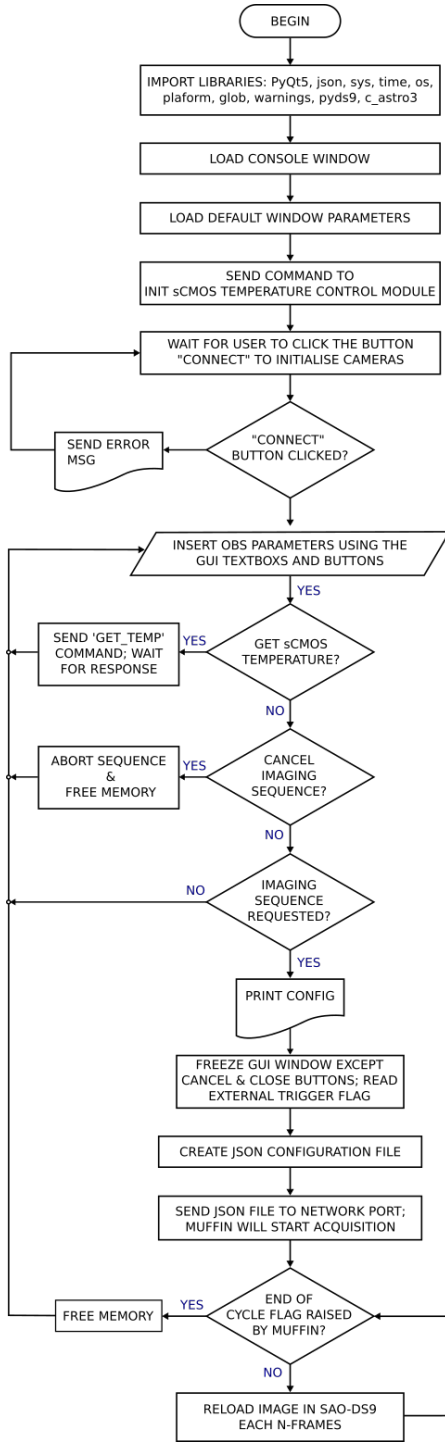 BEGIN
IMPORT LIBRARIES: PyQt5, json, sys, time, os,
plaform, glob, warnings, pyds9, c_astro3
LOAD CONSOLE WINDOW
LOAD DEFAULT WINDOW PARAMETERS
SEND COMMAND TO
INIT sCMOS TEMPERATURE CONTROL MODULE
WAIT FOR USER TO CLICK THE BUTTON
"CONNECT" TO INITIALISE CAMERAS
"CONNECT"
BUTTON CLICKED?
SEND ERROR
MSG
INSERT OBS PARAMETERS USING THE
GUI TEXTBOXS AND BUTTONS
YES
GET sCMOS
TEMPERATURE?
YES
SEND 'GET_TEMP'
COMMAND; WAIT
FOR RESPONSE
NO
CANCEL
IMAGING
SEQUENCE?
YES
ABORT SEQUENCE
&
FREE MEMORY
NO
IMAGING
SEQUENCE
REQUESTED?
NO
YES
PRINT CONFIG
FREEZE GUI WINDOW EXCEPT
CANCEL & CLOSE BUTTONS; READ
EXTERNAL TRIGGER FLAG
CREATE JSON CONFIGURATION FILE
SEND JSON FILE TO NETWORK PORT;
MUFFIN WILL START ACQUISITION
END OF
CYCLE FLAG RAISED
BY MUFFIN?
YES
FREE MEMORY
NO
RELOAD IMAGE IN SAO-DS9
EACH N-FRAMES